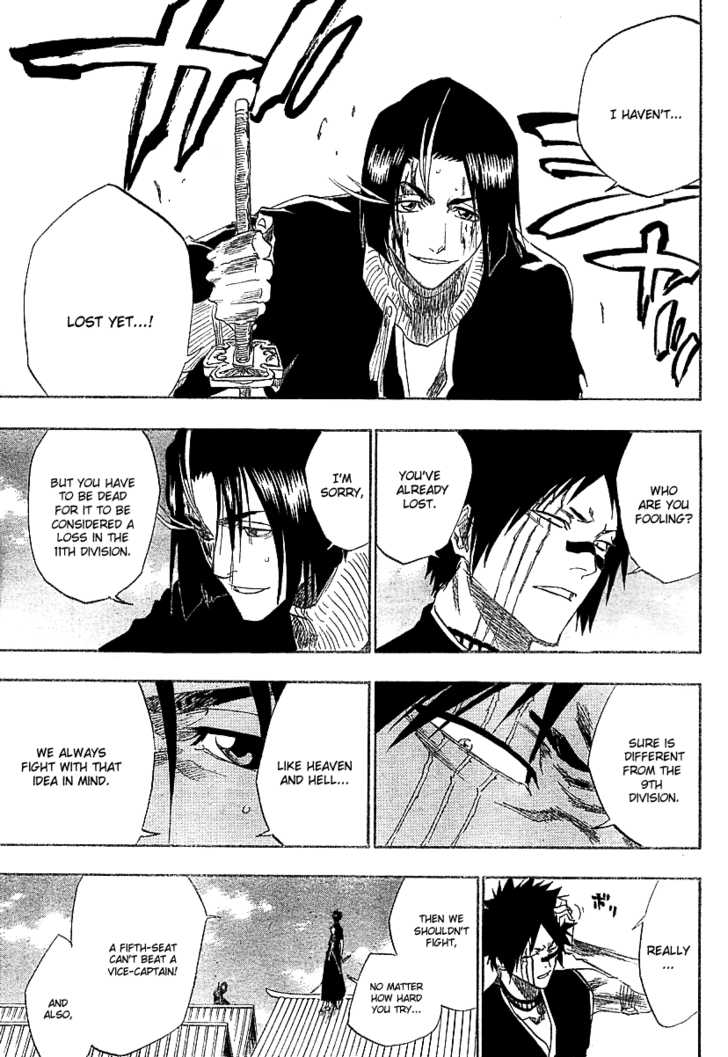 I HAVEN'T...
LOST YET...!
WHO
ARE YOU
FOOLING?
YOU'VE
ALREADY
LOST.
I'M
SORRY,
BUT YOU HAVE
TO BE DEAD
FOR IT TO BE
CONSIDERED A
LOSS IN THE
11TH DIVISION.
SURE IS
DIFFERENT
FROM THE
9TH
DIVISION.
LIKE HEAVEN
AND HELL...
WE ALWAYS
FIGHT WITH THAT
IDEA IN MIND.
REALLY
...
THEN WE
SHOULDN'T
FIGHT,
NO MATTER
HOW HARD
YOU TRY...
A FIFTH-SEAT
CAN'T BEAT A
VICE-CAPTAIN!
AND
ALSO,